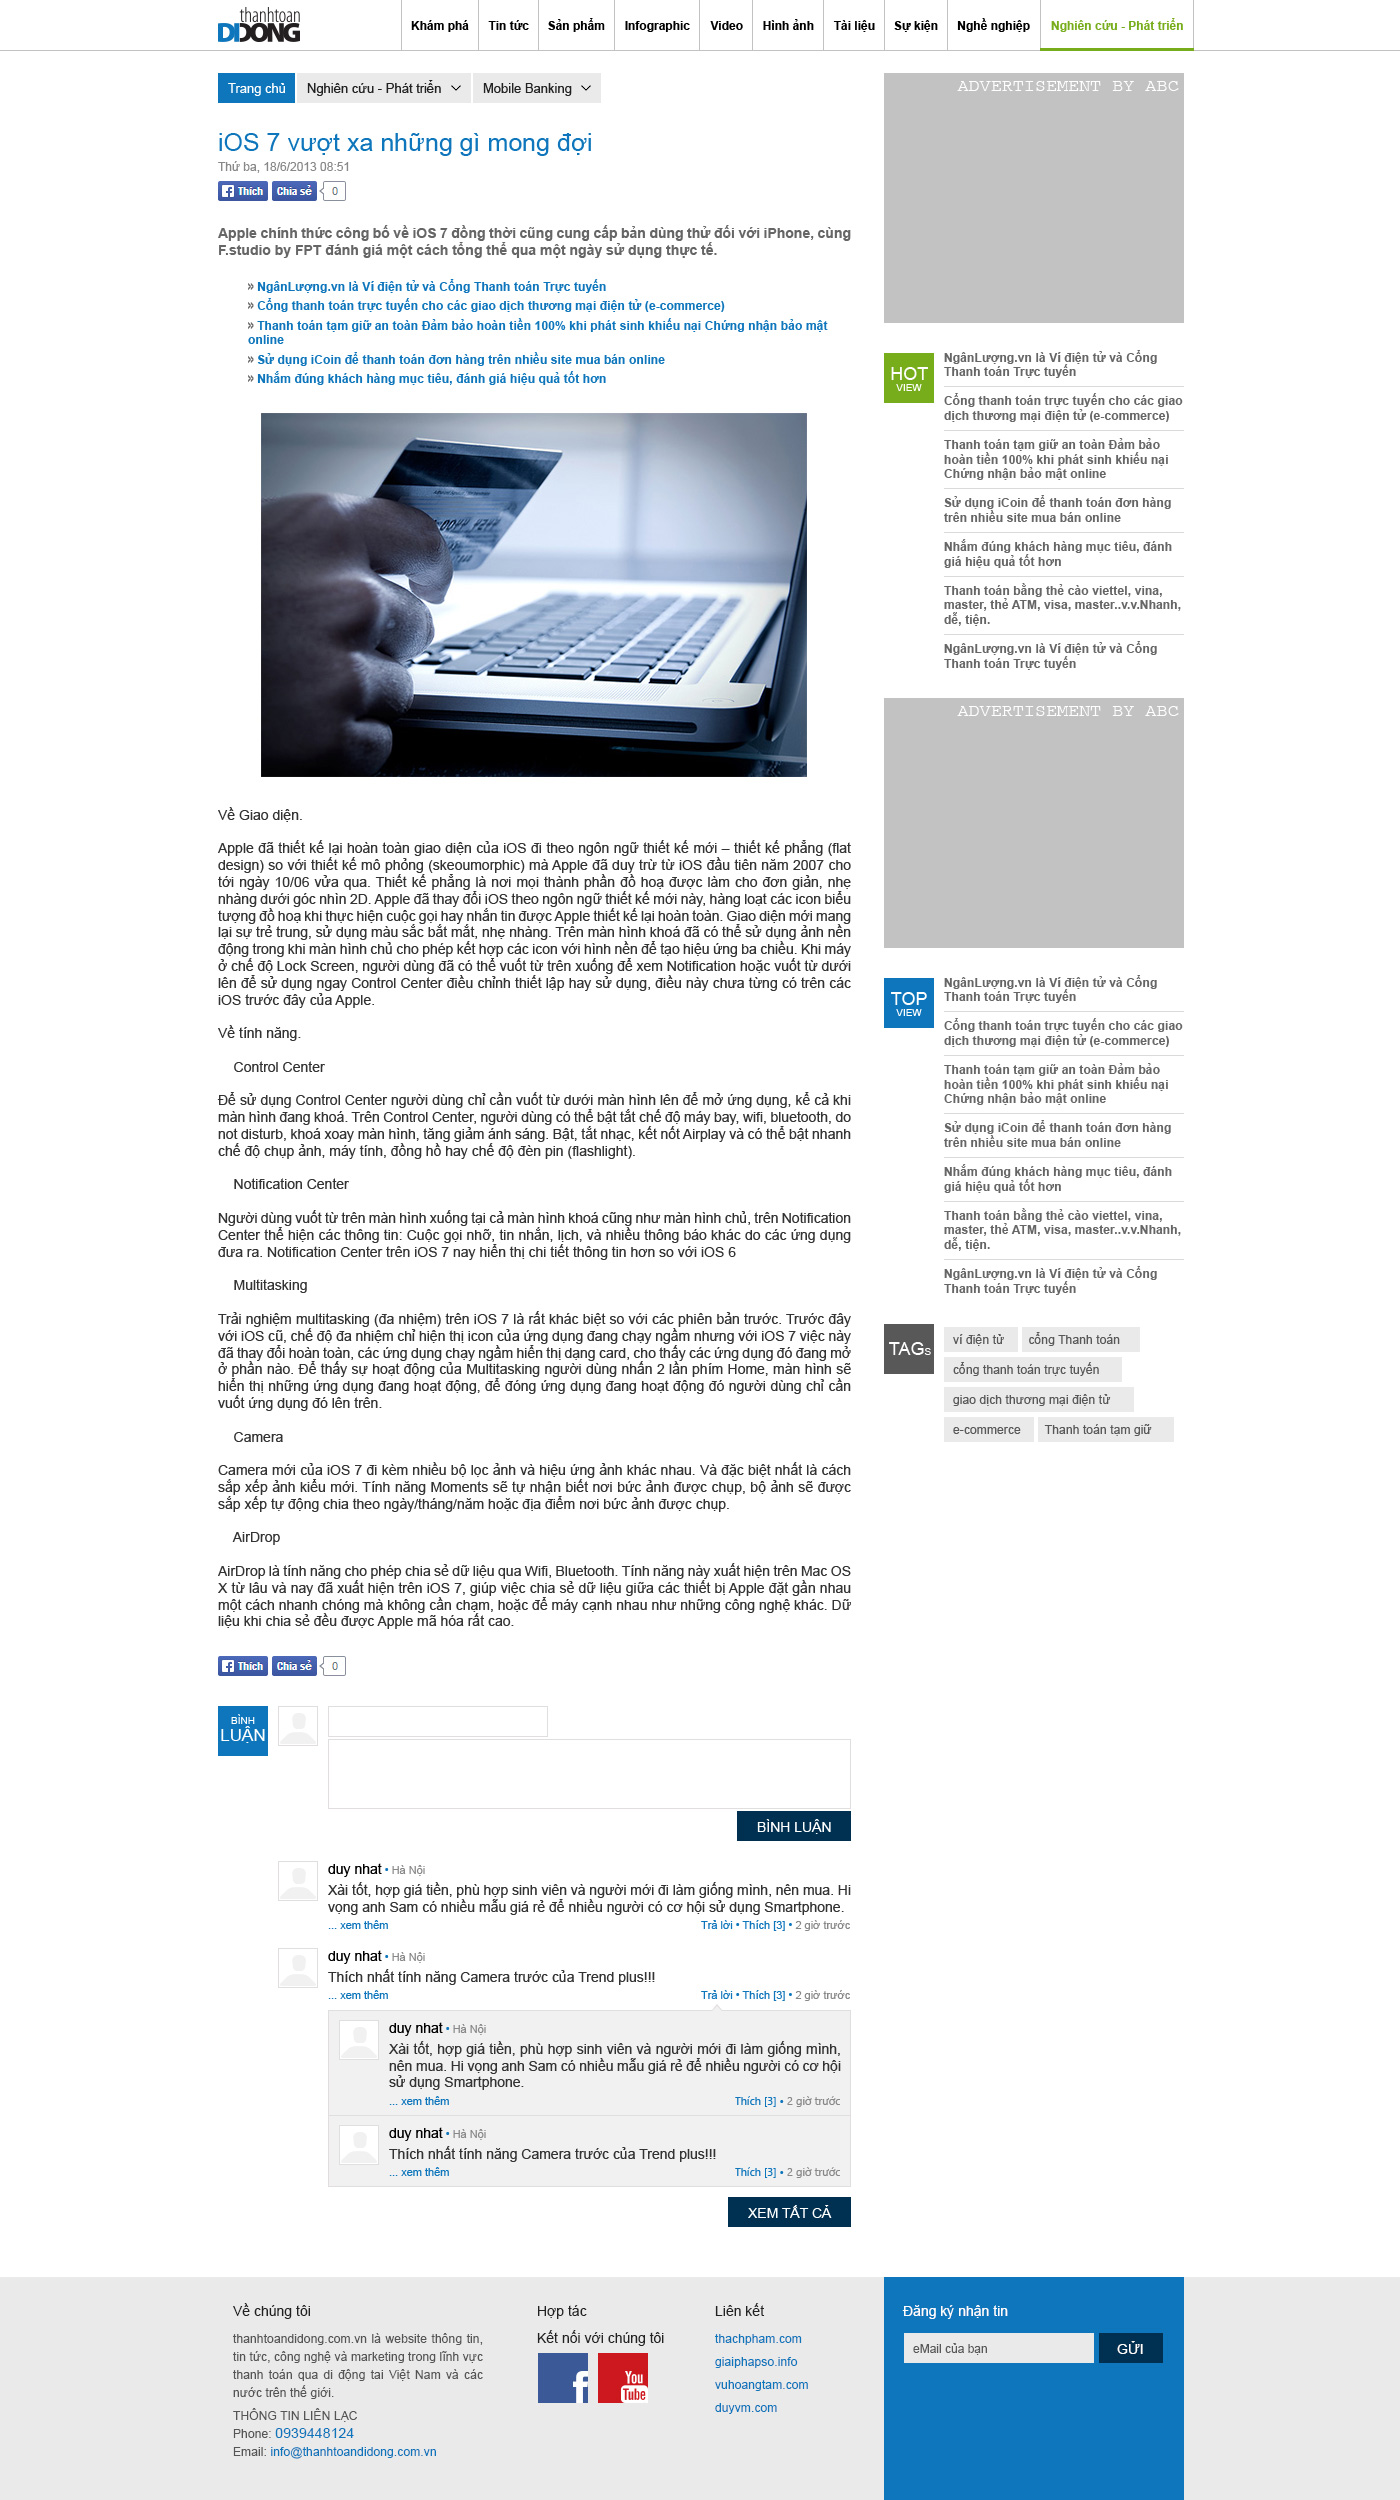 thanhtoan
DIDONG
Khám phá
Tin tức
Sản phẩm
Infographic
Video
Hình ảnh
Tài liệu
Sự kiện
Nghề nghiệp
Nghiên cứu - Phát triển
Trang chủ
Nghiên cứu - Phát triển
Mobile Banking
iOS 7 vượt xa những gì mong đợi
Thứ ba, 18/6/2013 08:51
Thích
Chia sẻ
0
Apple chính thức công bố về iOS 7 đồng thời cũng cung cấp bản dùng thử đối với iPhone, cùng
F.studio by FPT đánh giá một cách tổng thể qua một ngày sử dụng thực tế.
» NgânLượng.vn là Ví điện tử và Cổng Thanh toán Trực tuyến
» Cổng thanh toán trực tuyến cho các giao dịch thương mại điện tử (e-commerce)
» Thanh toán tạm giữ an toàn Đảm bảo hoàn tiền 100% khi phát sinh khiếu nại Chứng nhận bảo mật
online
» Sử dụng iCoin để thanh toán đơn hàng trên nhiều site mua bán online
» Nhắm đúng khách hàng mục tiêu, đánh giá hiệu quả tốt hơn
Về Giao diện.
Apple đã thiết kế lại hoàn toàn giao diện của iOS đi theo ngôn ngữ thiết kế mới – thiết kế phẳng (flat
design) so với thiết kế mô phỏng (skeoumorphic) mà Apple đã duy trừ từ iOS đầu tiên năm 2007 cho
tới ngày 10/06 vừa qua. Thiết kế phẳng là nơi mọi thành phần đồ hoạ được làm cho đơn giản, nhẹ
nhàng dưới góc nhìn 2D. Apple đã thay đổi iOS theo ngôn ngữ thiết kế mới này, hàng loạt các icon biểu
tượng đồ hoạ khi thực hiện cuộc gọi hay nhắn tin được Apple thiết kế lại hoàn toàn. Giao diện mới mang
lại sự trẻ trung, sử dụng màu sắc bắt mắt, nhẹ nhàng. Trên màn hình khoá đã có thể sử dụng ảnh nền
động trong khi màn hình chủ cho phép kết hợp các icon với hình nền để tạo hiệu ứng ba chiều. Khi máy
ở chế độ Lock Screen, người dùng đã có thể vuốt từ trên xuống để xem Notification hoặc vuốt từ dưới
lên để sử dụng ngay Control Center điều chỉnh thiết lập hay sử dụng, điều này chưa từng có trên các
iOS trước đây của Apple.
Về tính năng.
Control Center
Để sử dụng Control Center người dùng chỉ cần vuốt từ dưới màn hình lên để mở ứng dụng, kể cả khi
màn hình đang khoá. Trên Control Center, người dùng có thể bật tắt chế độ máy bay, wifi, bluetooth, do
not disturb, khoá xoay màn hình, tăng giảm ánh sáng. Bật, tắt nhạc, kết nốt Airplay và có thể bật nhanh
chế độ chụp ảnh, máy tính, đồng hồ hay chế độ đèn pin (flashlight).
Notification Center
Người dùng vuốt từ trên màn hình xuống tại cả màn hình khoá cũng như màn hình chủ, trên Notification
Center thể hiện các thông tin: Cuộc gọi nhỡ, tin nhắn, lịch, và nhiều thông báo khác do các ứng dụng
đưa ra. Notification Center trên iOS 7 nay hiển thị chi tiết thông tin hơn so với iOS 6
Multitasking
Trải nghiệm multitasking (đa nhiệm) trên iOS 7 là rất khác biệt so với các phiên bản trước. Trước đây
với iOS cũ, chế độ đa nhiệm chỉ hiện thị icon của ứng dụng đang chạy ngầm nhưng với iOS 7 việc này
đã thay đổi hoàn toàn, các ứng dụng chạy ngầm hiển thị dạng card, cho thấy các ứng dụng đó đang mở
ở phần nào. Để thấy sự hoạt động của Multitasking người dùng nhấn 2 lần phím Home, màn hình sẽ
hiển thị những ứng dụng đang hoạt động, để đóng ứng dụng đang hoạt động đó người dùng chỉ cần
vuốt ứng dụng đó lên trên.
Camera
Camera mới của iOS 7 đi kèm nhiều bộ lọc ảnh và hiệu ứng ảnh khác nhau. Và đặc biệt nhất là cách
sắp xếp ảnh kiểu mới. Tính năng Moments sẽ tự nhận biết nơi bức ảnh được chụp, bộ ảnh sẽ được
sắp xếp tự động chia theo ngày/tháng/năm hoặc địa điểm nơi bức ảnh được chụp.
AirDrop
AirDrop là tính năng cho phép chia sẻ dữ liệu qua Wifi, Bluetooth. Tính năng này xuất hiện trên Mac OS
X từ lâu và nay đã xuất hiện trên iOS 7, giúp việc chia sẻ dữ liệu giữa các thiết bị Apple đặt gần nhau
một cách nhanh chóng mà không cần chạm, hoặc để máy cạnh nhau như những công nghệ khác. Dữ
liệu khi chia sẻ đều được Apple mã hóa rất cao.
Thích
Chia sẻ
0
BÌNH
LUẬN
BÌNH LUẬN
duy nhat • Hà Nội
Xài tốt, hợp giá tiền, phù hợp sinh viên và người mới đi làm giống mình, nên mua. Hi
vọng anh Sam có nhiều mẫu giá rẻ để nhiều người có cơ hội sử dụng Smartphone.
... xem thêm
Trả lời • Thích [3] • 2 giờ trước
duy nhat • Hà Nội
Thích nhất tính năng Camera trước của Trend plus!!!
... xem thêm
Trả lời • Thích [3] • 2 giờ trước
duy nhat • Hà Nội
Xài tốt, hợp giá tiền, phù hợp sinh viên và người mới đi làm giống mình,
nên mua. Hi vọng anh Sam có nhiều mẫu giá rẻ để nhiều người có cơ hội
sử dụng Smartphone.
... xem thêm
Thích [3] • 2 giờ trước
duy nhat • Hà Nội
Thích nhất tính năng Camera trước của Trend plus!!!
... xem thêm
Thích [3] • 2 giờ trước
XEM TẤT CẢ
ADVERTISEMENT BY ABC
HOT
VIEW
NgânLượng.vn là Ví điện tử và Cổng
Thanh toán Trực tuyến
Cổng thanh toán trực tuyến cho các giao
dịch thương mại điện tử (e-commerce)
Thanh toán tạm giữ an toàn Đảm bảo
hoàn tiền 100% khi phát sinh khiếu nại
Chứng nhận bảo mật online
Sử dụng iCoin để thanh toán đơn hàng
trên nhiều site mua bán online
Nhắm đúng khách hàng mục tiêu, đánh
giá hiệu quả tốt hơn
Thanh toán bằng thẻ cào viettel, vina,
master, thẻ ATM, visa, master..v.v.Nhanh,
dễ, tiện.
NgânLượng.vn là Ví điện tử và Cổng
Thanh toán Trực tuyến
ADVERTISEMENT BY ABC
TOP
VIEW
NgânLượng.vn là Ví điện tử và Cổng
Thanh toán Trực tuyến
Cổng thanh toán trực tuyến cho các giao
dịch thương mại điện tử (e-commerce)
Thanh toán tạm giữ an toàn Đảm bảo
hoàn tiền 100% khi phát sinh khiếu nại
Chứng nhận bảo mật online
Sử dụng iCoin để thanh toán đơn hàng
trên nhiều site mua bán online
Nhắm đúng khách hàng mục tiêu, đánh
giá hiệu quả tốt hơn
Thanh toán bằng thẻ cào viettel, vina,
master, thẻ ATM, visa, master..v.v.Nhanh,
dễ, tiện.
NgânLượng.vn là Ví điện tử và Cổng
Thanh toán Trực tuyến
TAGs
ví điện tử
cổng Thanh toán
cổng thanh toán trực tuyến
giao dịch thương mại điện tử
e-commerce
Thanh toán tạm giữ
Về chúng tôi
thanhtoandidong.com.vn là website thông tin,
tin tức, công nghệ và marketing trong lĩnh vực
thanh toán qua di động tai Việt Nam và các
nước trên thế giới.
THÔNG TIN LIÊN LẠC
Phone: 0939448124
Email: info@thanhtoandidong.com.vn
Hợp tác
Kết nối với chúng tôi
f
You
Tube
Liên kết
thachpham.com
giaiphapso.info
vuhoangtam.com
duyvm.com
Đăng ký nhận tin
eMail của bạn
GỬI